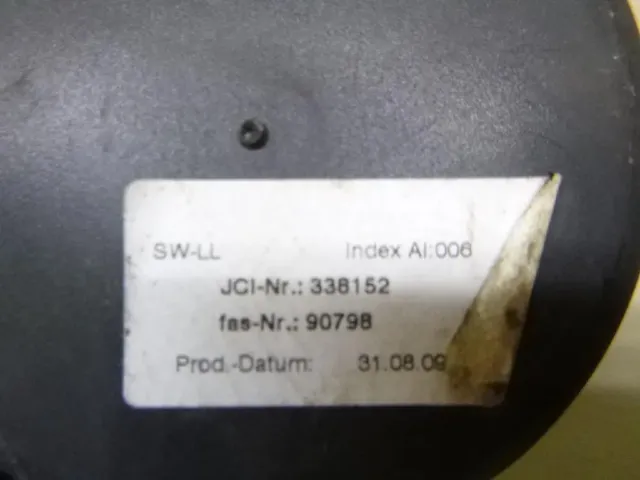 SW-LL Index AI:006
JCI-Nr.: 338152
fas-Nr.: 90798
Prod.-Datum: 31.08.09